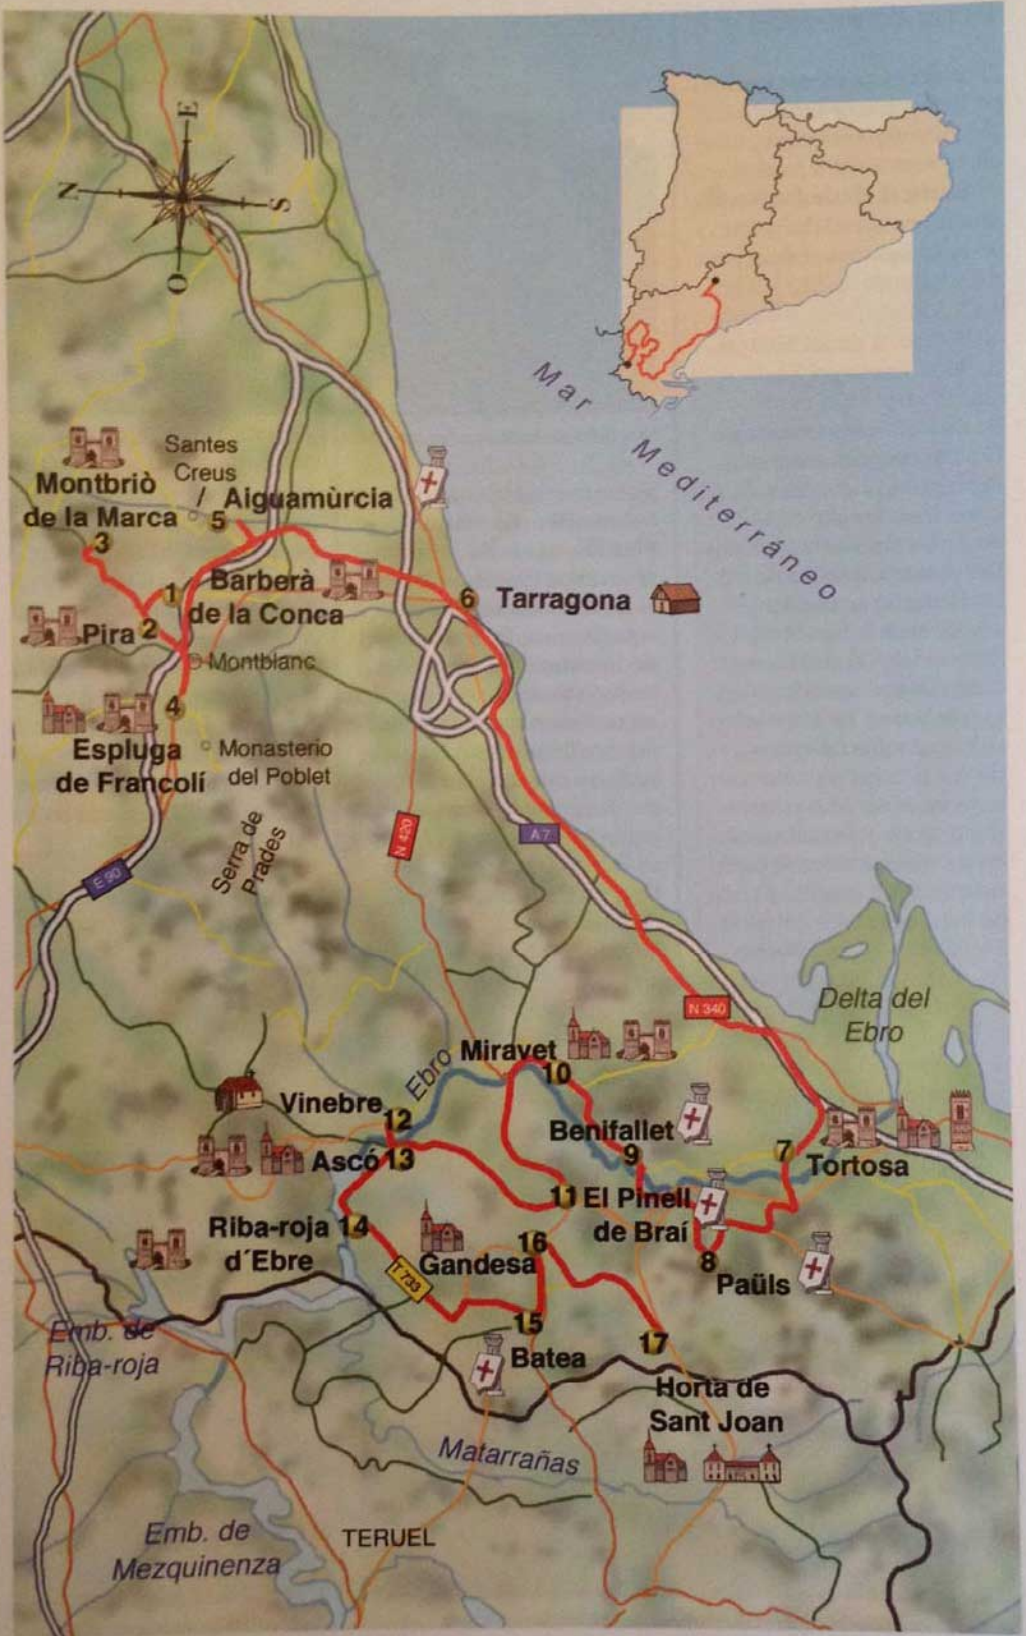 E
N
S
O
Mar
Mediterráneo
Santes
Creus
Montbriò
de la Marca
3
5
Aiguamùrcia
1
Barberà
de la Conca
6
Tarragona
Pira
2
Montblanc
4
Espluga
de Francolí
Monasterio
del Poblet
Serra de
Prades
N 420
A 7
E 90
Delta del
Ebro
N 340
Ebro
Miravet
10
Vinebre
12
Benifallet
9
7
Tortosa
Ascó
13
11
El Pinell
de Braí
8
Paüls
Riba-roja
d´Ebre
14
Gandesa
16
T 733
15
Batea
17
Horta de
Sant Joan
Emb. de
Riba-roja
Matarrañas
Emb. de
Mezquinenza
TERUEL